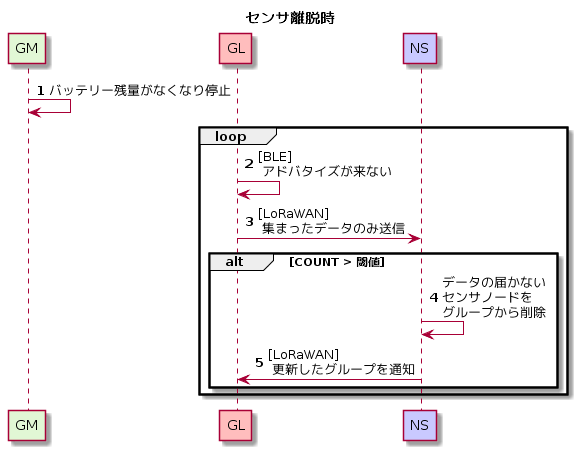 センサ離脱時
GM GL NS
1 バッテリー残量がなくなり停止
loop
2 [BLE]
アドバタイズが来ない
3 [LoRaWAN]
集まったデータのみ送信
alt [COUNT > 閾値]
データの届かない
4 センサノードを
グループから削除
5 [LoRaWAN]
更新したグループを通知
GM GL NS